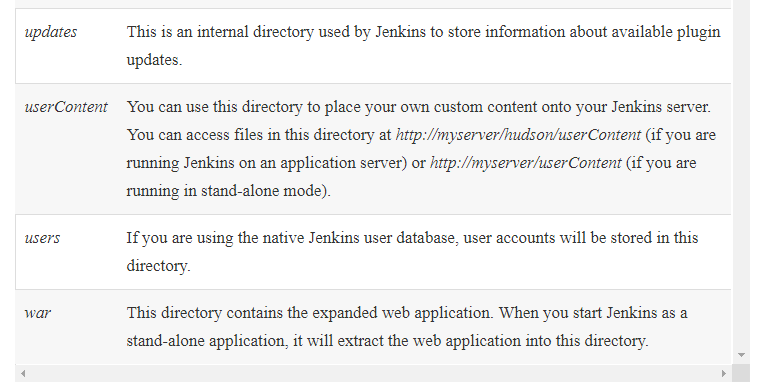 updates This is an internal directory used by Jenkins to store information about available plugin
updates.
userContent You can use this directory to place your own custom content onto your Jenkins server.
You can access files in this directory at http://myserver/hudson/userContent (if you are
running Jenkins on an application server) or http://myserver/userContent (if you are
running in stand-alone mode).
users If you are using the native Jenkins user database, user accounts will be stored in this
directory.
war This directory contains the expanded web application. When you start Jenkins as a
stand-alone application, it will extract the web application into this directory.